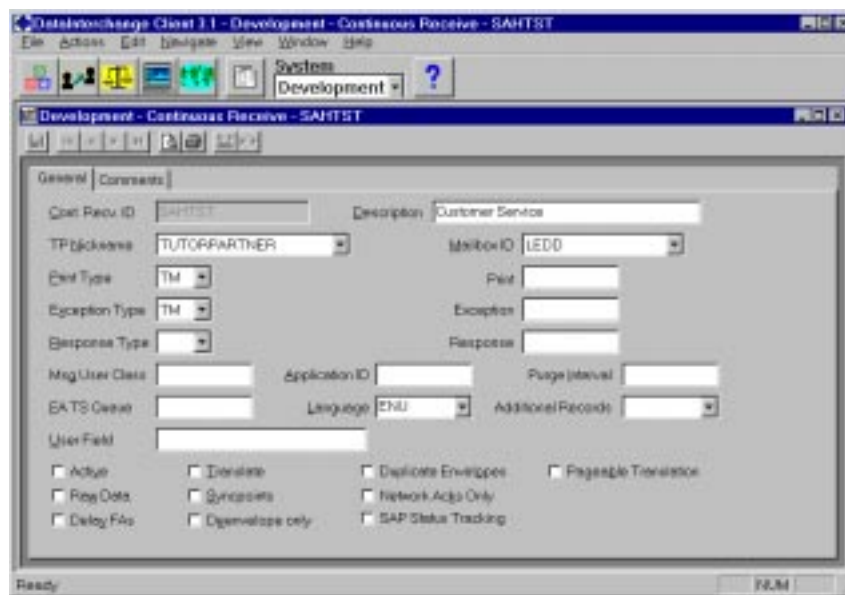 DataInterchange Client 3.1 - Development - Continuous Receive - SAHTST
File Actions Edit Navigate View Window Help
System
Development
Development - Continuous Receive - SAHTST
General Comments
Cont Recv ID SAHTST Description Customer Service
TP Nickname TUTORPARTNER Mailbox ID LEDD
Print Type TM Print
Exception Type TM Exception
Response Type Response
Msg User Class Application ID Purge Interval
EA TS Queue Language ENU Additional Records
User Field
Active Translate Duplicate Envelopes Pageable Translation
Raw Data Syncpoints Network Acks Only
Delay FAs Deenvelope only SAP Status Tracking
Ready NUM